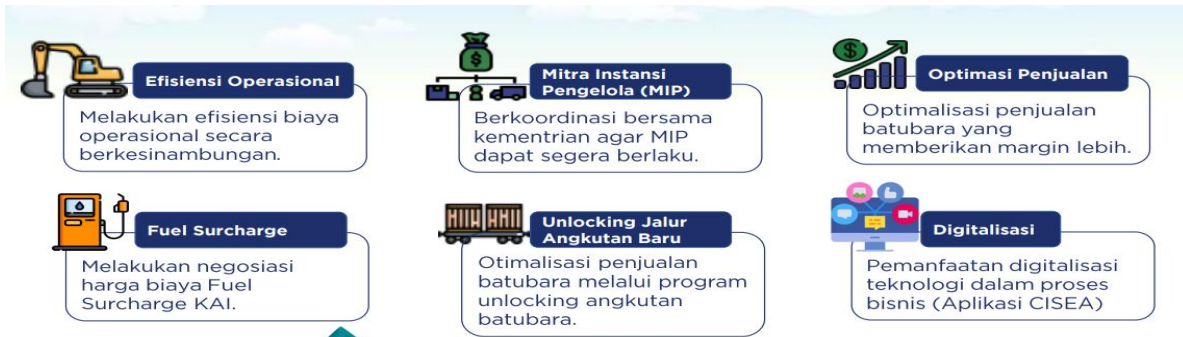 Efisiensi Operasional
Melakukan efisiensi biaya
operasional secara
berkesinambungan.
Mitra Instansi
Pengelola (MIP)
Berkoordinasi bersama
kementrian agar MIP
dapat segera berlaku.
Optimasi Penjualan
Optimalisasi penjualan
batubara yang
memberikan margin lebih.
Fuel Surcharge
Melakukan negosiasi
harga biaya Fuel
Surcharge KAI.
Unlocking Jalur
Angkutan Baru
Otimalisasi penjualan
batubara melalui program
unlocking angkutan
batubara.
Digitalisasi
Pemanfaatan digitalisasi
teknologi dalam proses
bisnis (Aplikasi CISEA)